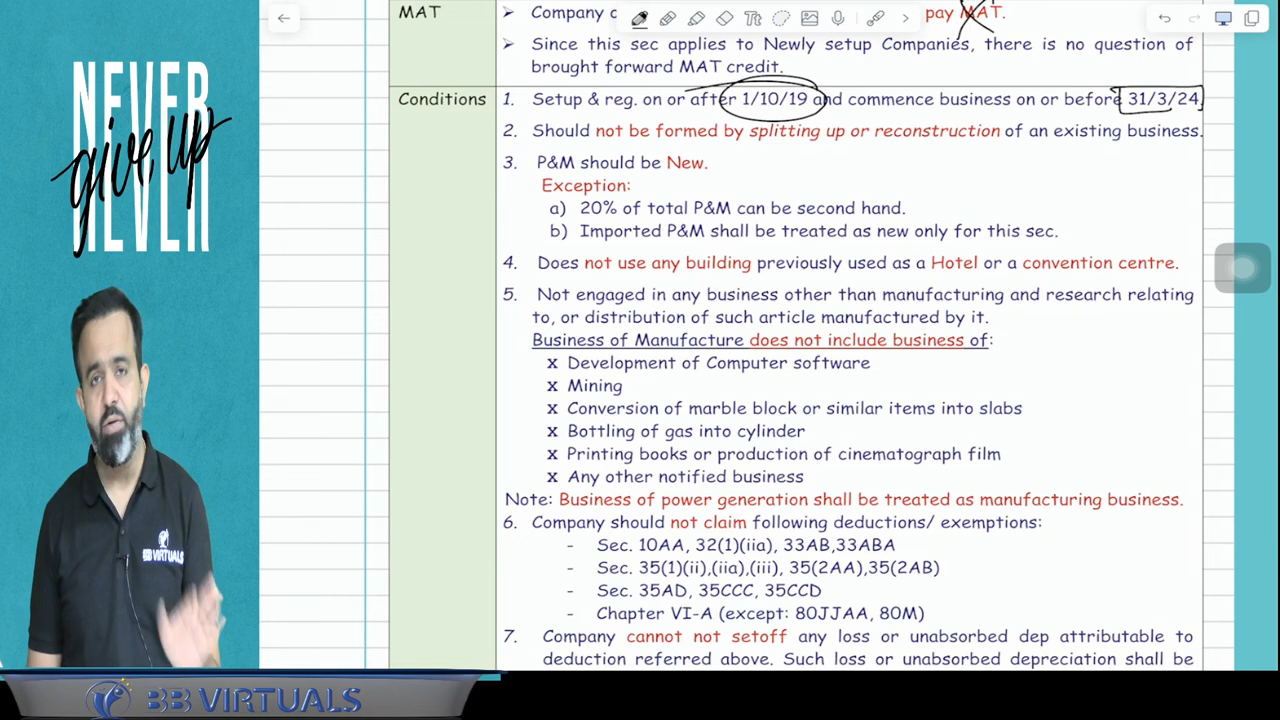 MAT
Company c
pay MAT.
Since this sec applies to Newly setup Companies, there is no question of
brought forward MAT credit.
NEVER
give up
NEVER
Conditions
1. Setup & reg. on or after 1/10/19 and commence business on or before 31/3/24.
2. Should not be formed by splitting up or reconstruction of an existing business.
3. P&M should be New.
Exception:
a) 20% of total P&M can be second hand.
b) Imported P&M shall be treated as new only for this sec.
4. Does not use any building previously used as a Hotel or a convention centre.
5. Not engaged in any business other than manufacturing and research relating
to, or distribution of such article manufactured by it.
Business of Manufacture does not include business of:
x Development of Computer software
x Mining
x Conversion of marble block or similar items into slabs
x Bottling of gas into cylinder
x Printing books or production of cinematograph film
x Any other notified business
Note: Business of power generation shall be treated as manufacturing business.
6. Company should not claim following deductions/ exemptions:
- Sec. 10AA, 32(1)(iia), 33AB,33ABA
- Sec. 35(1)(ii),(iia),(iii), 35(2AA),35(2AB)
- Sec. 35AD, 35CCC, 35CCD
- Chapter VI-A (except: 80JJAA, 80M)
7. Company cannot not setoff any loss or unabsorbed dep attributable to
deduction referred above. Such loss or unabsorbed depreciation shall be
BB VIRTUALS
BB VIRTUALS